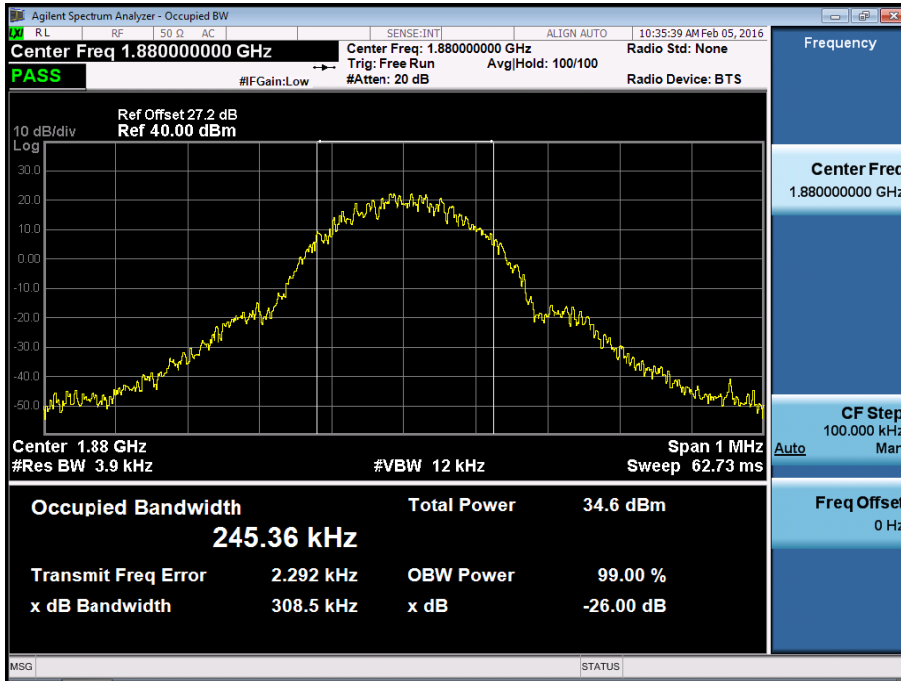 Agilent Spectrum Analyzer - Occupied BW
LXI RL RF 50 Ω AC SENSE:INT ALIGN AUTO 10:35:39 AM Feb 05, 2016
Center Freq 1.880000000 GHz
Center Freq: 1.880000000 GHz
Radio Std: None
Trig: Free Run Avg|Hold: 100/100
PASS
#IFGain:Low
#Atten: 20 dB
Radio Device: BTS
Ref Offset 27.2 dB
10 dB/div Ref 40.00 dBm
Log
30.0
20.0
10.0
0.00
-10.0
-20.0
-30.0
-40.0
-50.0
Center 1.88 GHz Span 1 MHz
#Res BW 3.9 kHz #VBW 12 kHz Sweep 62.73 ms
Occupied Bandwidth Total Power 34.6 dBm
245.36 kHz
Transmit Freq Error 2.292 kHz OBW Power 99.00 %
x dB Bandwidth 308.5 kHz x dB -26.00 dB
MSG STATUS
Frequency
Center Freq
1.880000000 GHz
CF Step
100.000 kHz
Auto Man
Freq Offset
0 Hz